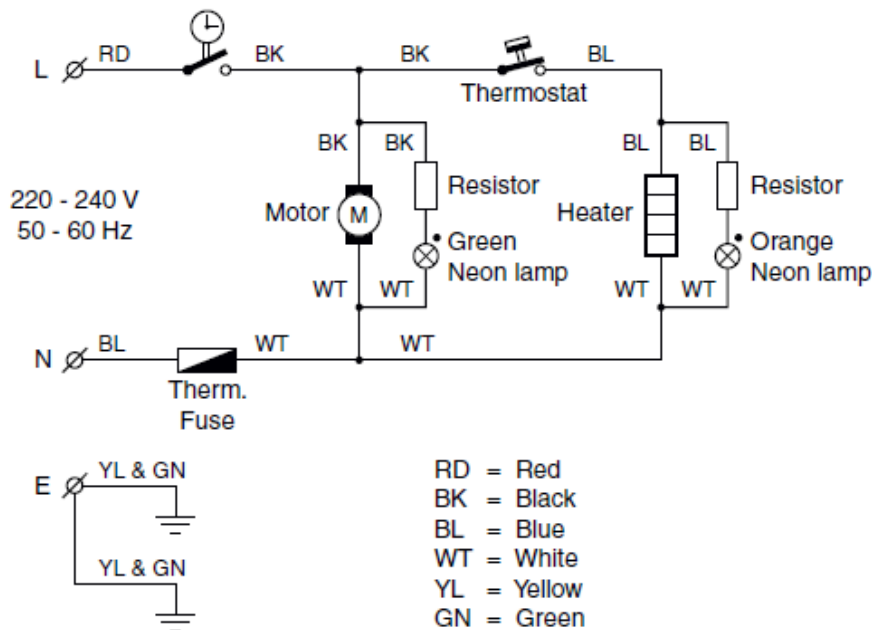 L RD BK BK BL
Thermostat
BK BK BL BL
220 - 240 V
50 - 60 Hz
Motor M Resistor Heater Resistor
Green
Neon lamp
Orange
Neon lamp
WT WT WT WT
N BL WT WT
Therm.
Fuse
E YL & GN
YL & GN
RD = Red
BK = Black
BL = Blue
WT = White
YL = Yellow
GN = Green